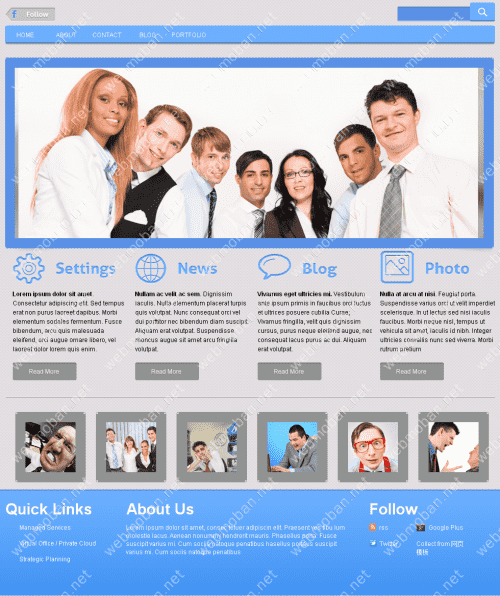 Follow
HOME ABOUT CONTACT BLOG PORTFOLIO
Settings
Lorem ipsum dolor sit amet.
Consectetur adipiscing elit. Sed tempus
erat non purus laoreet dapibus. Morbi
elementum sodales fermentum. Fusce
bibendum, arcu quis malesuada
eleifend, orci augue ornare libero, vel
laoreet dolor lorem quis enim.
Read More
News
Nullam ac velit ac sem. Dignissim
iaculis. Nulla elementum placerat turpis
quis volutpat. Nunc consequat orci vel
dui porttitor nec bibendum diam suscipit
Aliquam erat volutpat. Suspendisse
rhoncus augue sit amet arcu fringilla
volutpat.
Read More
Blog
Vivamus eget ultricies mi. Vestibulum
ante ipsum primis in faucibus orci luctus
et ultrices posuere cubilia Curae;
Vivamus fringilla, velit quis dignissim
cursus, purus neque eleifend augue, nec
consequat lacus purus ac dui. Aliquam
erat volutpat.
Read More
Photo
Nulla at arcu at nisi. Feugiat porta.
Suspendisse varius orci ut velit imperdiet
scelerisque. In ut lectus sed nisi iaculis
faucibus. Morbi neque nisi, tempus ut
vehicula sit amet, iaculis id nibh. Integer
ultricies convallis nunc sed viverra. Morbi
rutrum pretium
Read More
Quick Links
Managed Services
Virtual Office / Private Cloud
Strategic Planning
About Us
Lorem ipsum dolor sit amet, consec tetuer adipiscin elit. Praesent vestibulum
molestie lacus. Aenean nonummy hendrerit mauris. Phasellus porta. Fusce
suscipit varius mi. Cum sociis natoque penatibus hasellus porta. suscipit
varius mi. Cum sociis natoque penatibus
Follow
rss Google Plus
Twitter Collect from 网页
模板
webmoban.net